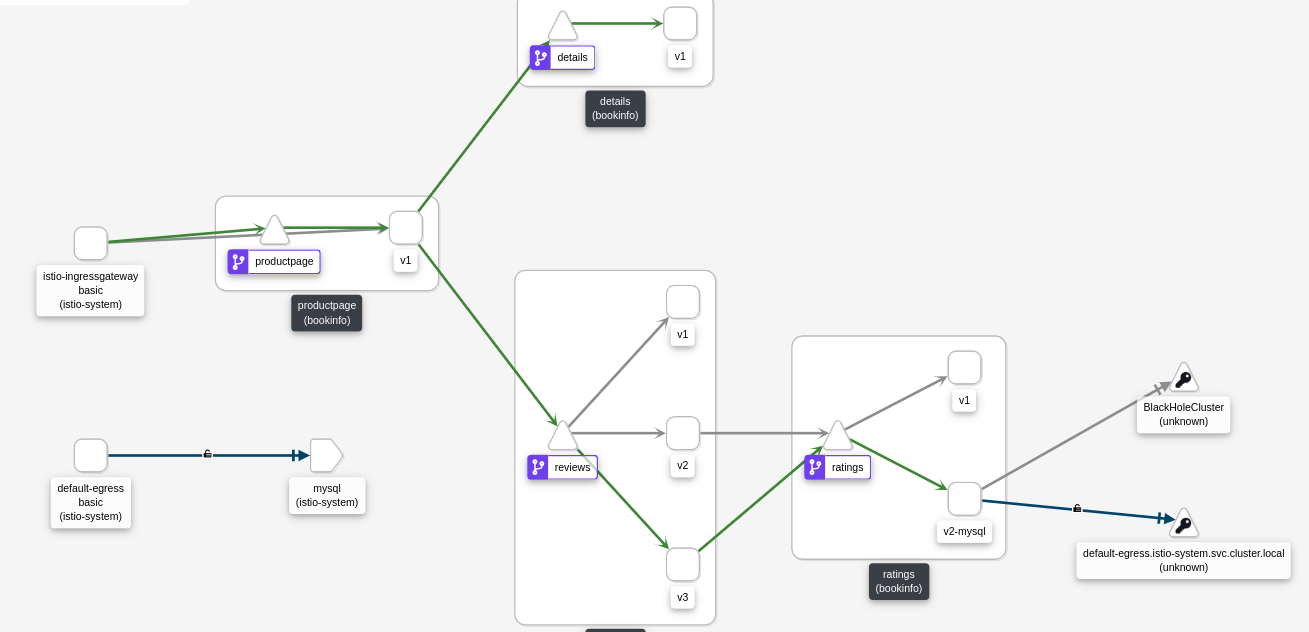 details
v1
details
(bookinfo)
productpage
v1
productpage
(bookinfo)
istio-ingressgateway
basic
(istio-system)
v1
v2
reviews
v3
v1
ratings
v2-mysql
ratings
(bookinfo)
BlackHoleCluster
(unknown)
default-egress.istio-system.svc.cluster.local
(unknown)
default-egress
basic
(istio-system)
mysql
(istio-system)